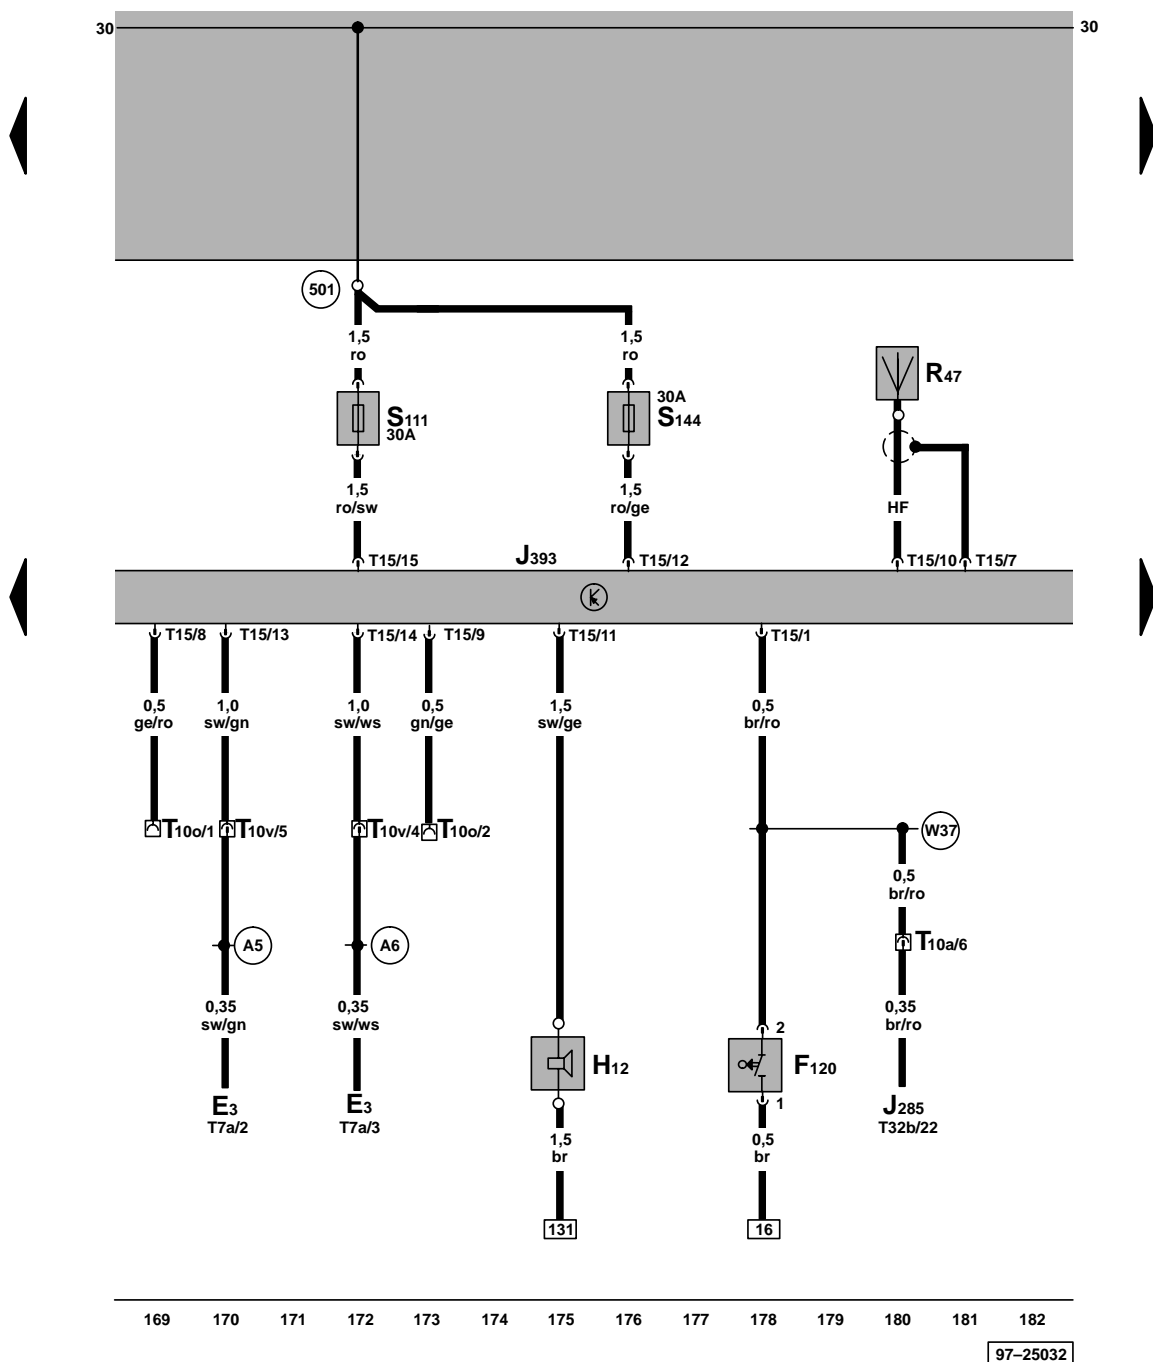 30
30
501
1,5
ro
1,5
ro
S111
30A
30A
S144
R47
1,5
ro/sw
1,5
ro/ge
HF
T15/15
J393
T15/12
T15/10
T15/7
T15/8
T15/13
T15/14
T15/9
T15/11
T15/1
0,5
ge/ro
1,0
sw/gn
1,0
sw/ws
0,5
gn/ge
1,5
sw/ge
0,5
br/ro
T10o/1
T10v/5
T10v/4
T10o/2
W37
0,5
br/ro
A5
A6
T10a/6
0,35
sw/gn
0,35
sw/ws
0,35
br/ro
2
H12
F120
1
E3
T7a/2
E3
T7a/3
J285
T32b/22
1,5
br
0,5
br
131
16
169 170 171 172 173 174 175 176 177 178 179 180 181 182
97–25032